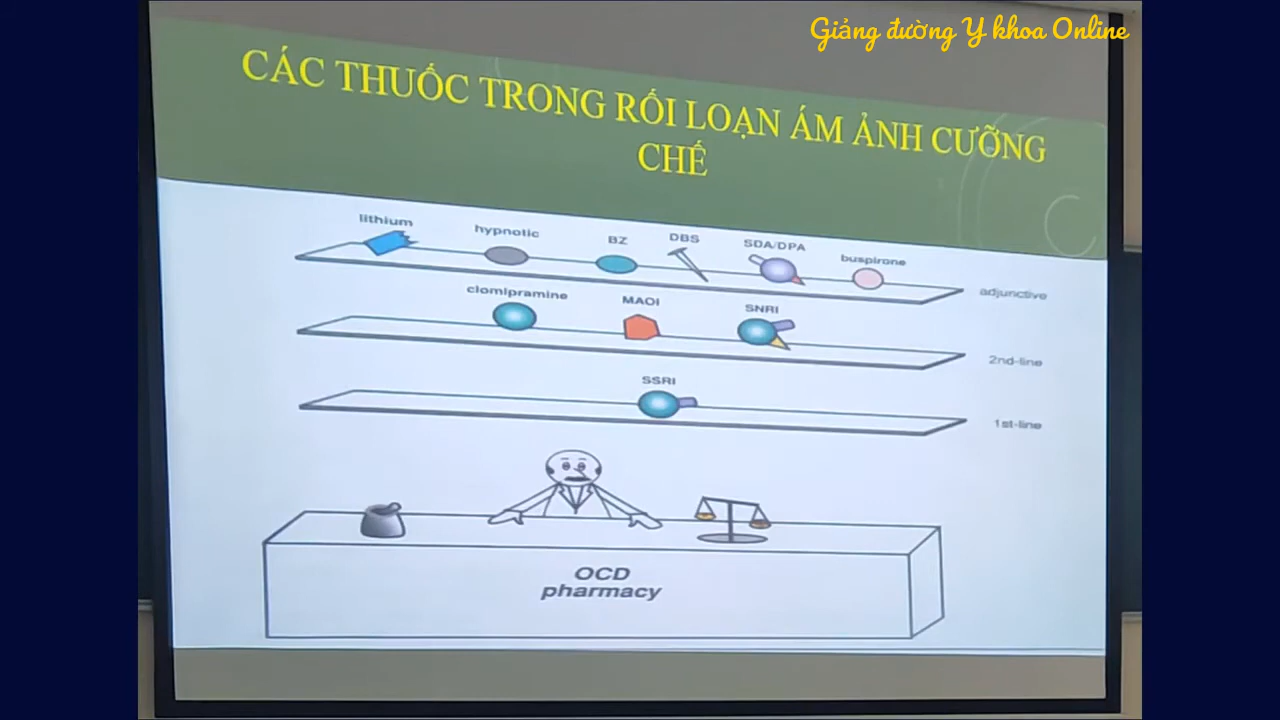 Giảng đường Y khoa Online
CÁC THUỐC TRONG RỐI LOẠN ÁM ẢNH CƯỠNG
CHẾ
lithium
hypnotic
BZ
DBS
SDA/DPA
buspirone
adjunctive
clomipramine
MAOI
SNRI
2nd-line
SSRI
1st-line
OCD
pharmacy